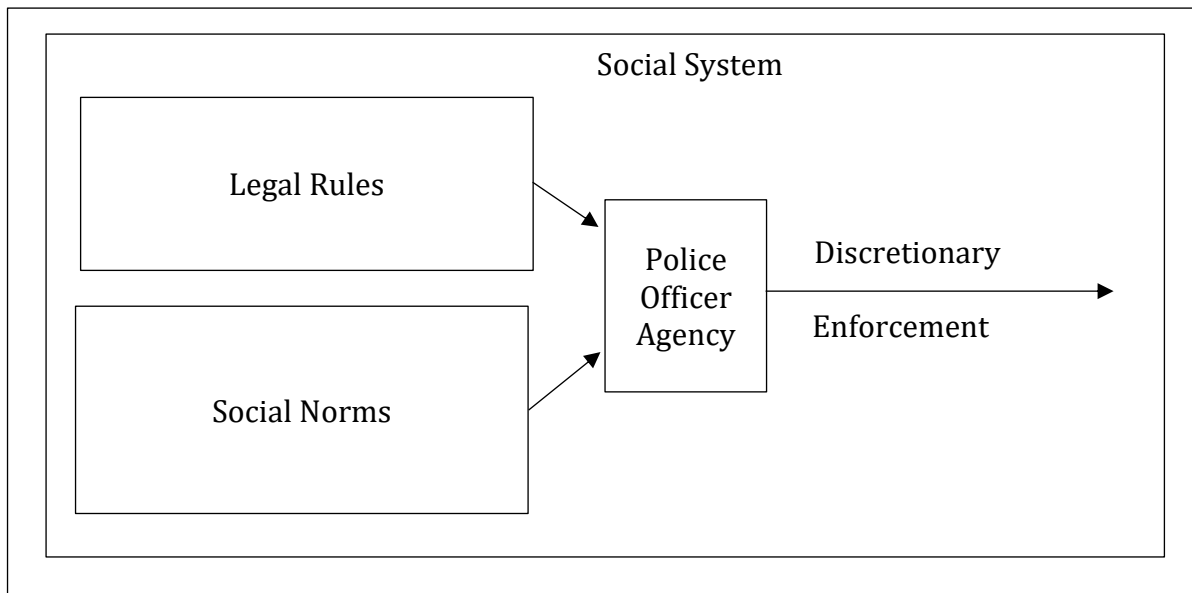 Social System
Legal Rules
Police
Officer
Agency
Discretionary
Enforcement
Social Norms